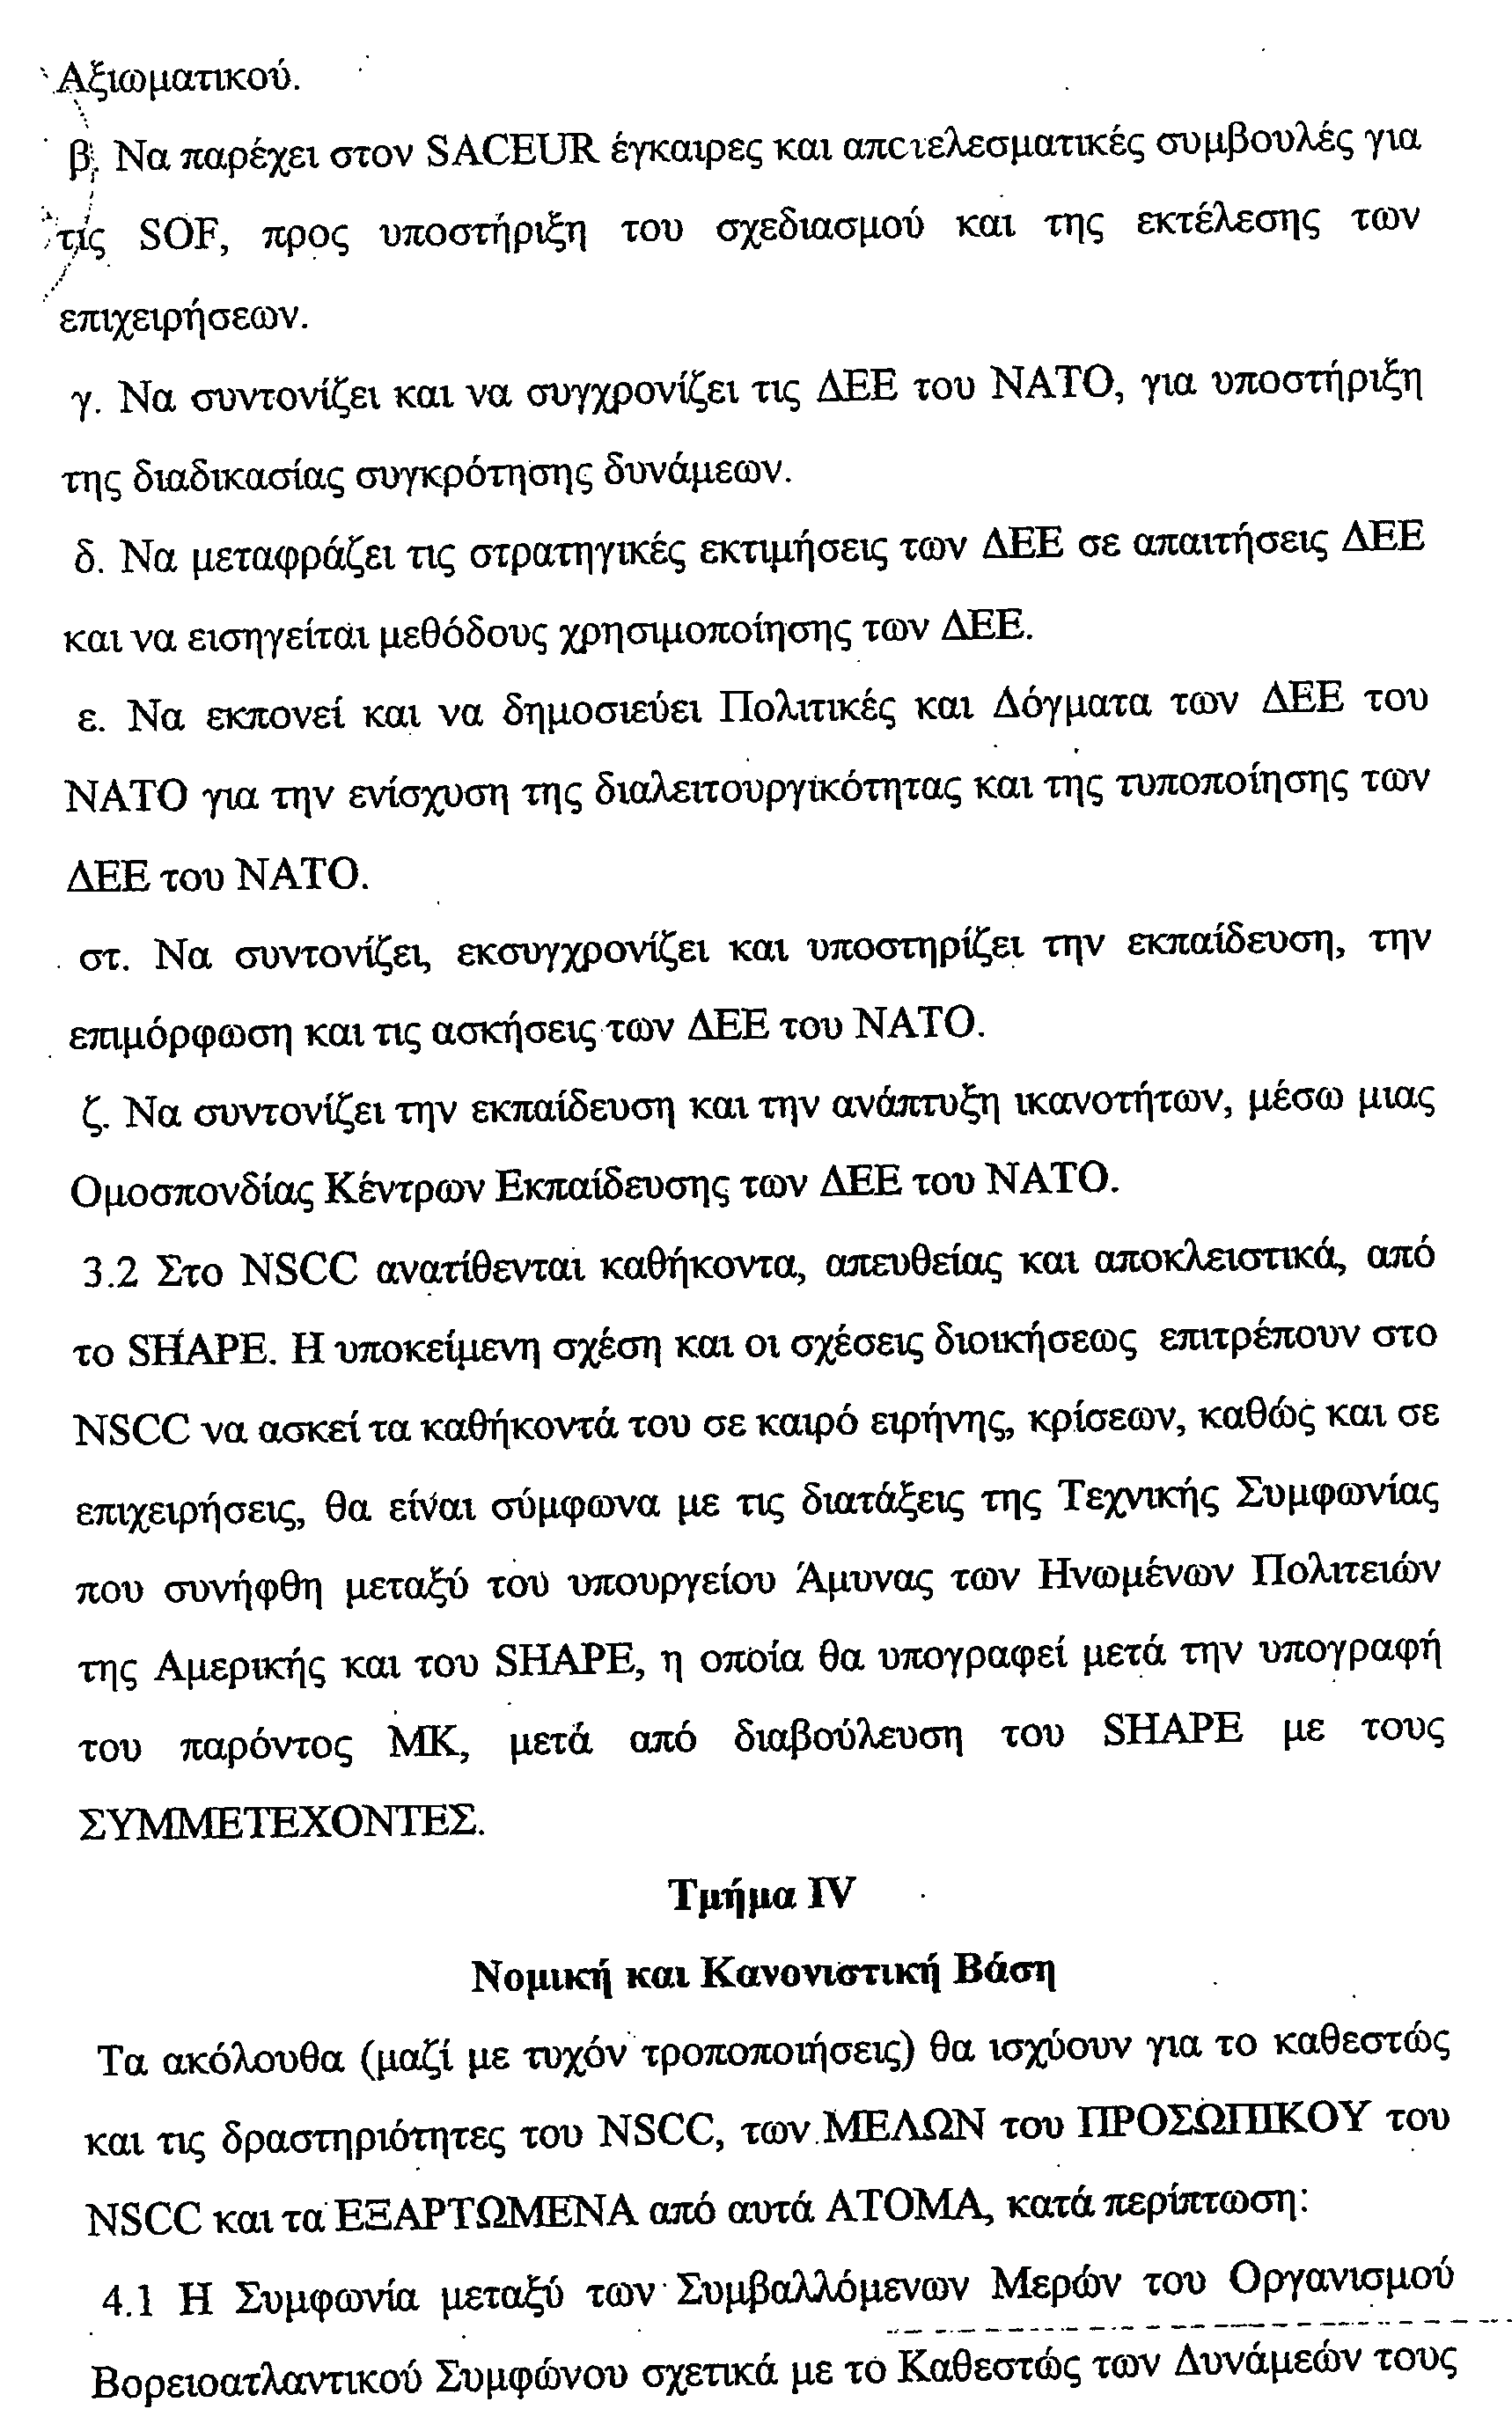 Αξιωματικού.
β. Να παρέχει στον SACEUR έγκαιρες και αποτελεσματικές συμβουλές για
τις SOF, προς υποστήριξη του σχεδιασμού και της εκτέλεσης των
επιχειρήσεων.
γ. Να συντονίζει και να συγχρονίζει τις ΔΕΕ του ΝΑΤΟ, για υποστήριξη
της διαδικασίας συγκρότησης δυνάμεων.
δ. Να μεταφράζει τις στρατηγικές εκτιμήσεις των ΔΕΕ σε απαιτήσεις ΔΕΕ
και να εισηγείται μεθόδους χρησιμοποίησης των ΔΕΕ.
ε. Να εκπονεί και να δημοσιεύει Πολιτικές και Δόγματα των ΔΕΕ του
ΝΑΤΟ για την ενίσχυση της διαλειτουργικότητας και της τυποποίησης των
ΔΕΕ του ΝΑΤΟ.
στ. Να συντονίζει, εκσυγχρονίζει και υποστηρίζει την εκπαίδευση, την
επιμόρφωση και τις ασκήσεις των ΔΕΕ του ΝΑΤΟ.
ζ. Να συντονίζει την εκπαίδευση και την ανάπτυξη ικανοτήτων, μέσω μιας
Ομοσπονδίας Κέντρων Εκπαίδευσης των ΔΕΕ του ΝΑΤΟ.
3.2 Στο NSCC ανατίθενται καθήκοντα, απευθείας και αποκλειστικά, από
το SHAPE. Η υποκείμενη σχέση και οι σχέσεις διοικήσεως επιτρέπουν στο
NSCC να ασκεί τα καθήκοντά του σε καιρό ειρήνης, κρίσεων, καθώς και σε
επιχειρήσεις, θα είναι σύμφωνα με τις διατάξεις της Τεχνικής Συμφωνίας
που συνήφθη μεταξύ του υπουργείου Άμυνας των Ηνωμένων Πολιτειών
της Αμερικής και του SHAPE, η οποία θα υπογραφεί μετά την υπογραφή
του παρόντος ΜΚ, μετά από διαβούλευση του SHAPE με τους
ΣΥΜΜΕΤΕΧΟΝΤΕΣ.
Τμήμα IV
Νομική και Κανονιστική Βάση
Τα ακόλουθα (μαζί με τυχόν τροποποιήσεις) θα ισχύουν για το καθεστώς
και τις δραστηριότητες του NSCC, των ΜΕΛΩΝ του ΠΡΟΣΩΠΙΚΟΥ του
NSCC και τα ΕΞΑΡΤΩΜΕΝΑ από αυτά ΑΤΟΜΑ, κατά περίπτωση:
4.1 Η Συμφωνία μεταξύ των Συμβαλλόμενων Μερών του Οργανισμού
Βορειοατλαντικού Συμφώνου σχετικά με το Καθεστώς των Δυνάμεών τους